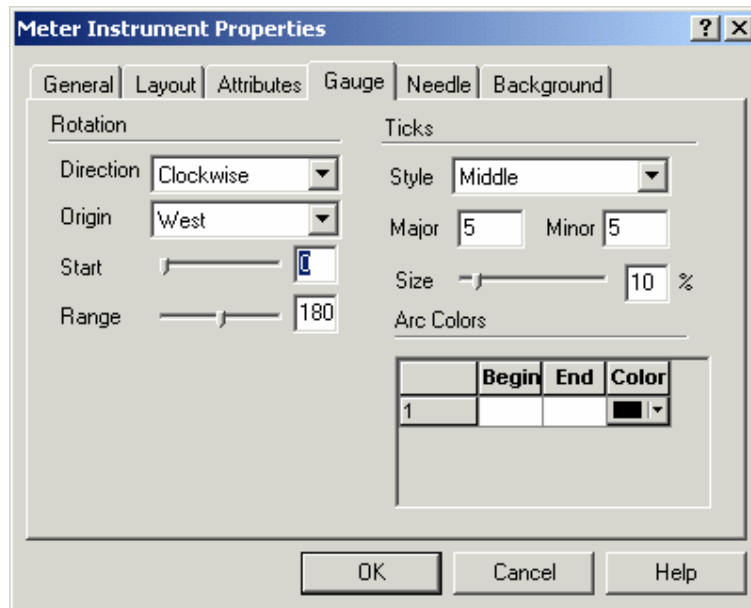 Meter Instrument Properties
General Layout Attributes Gauge Needle Background
Rotation
Direction Clockwise
Origin West
Start 0
Range 180
Ticks
Style Middle
Major 5 Minor 5
Size 10 %
Arc Colors
Begin End Color
1
OK Cancel Help